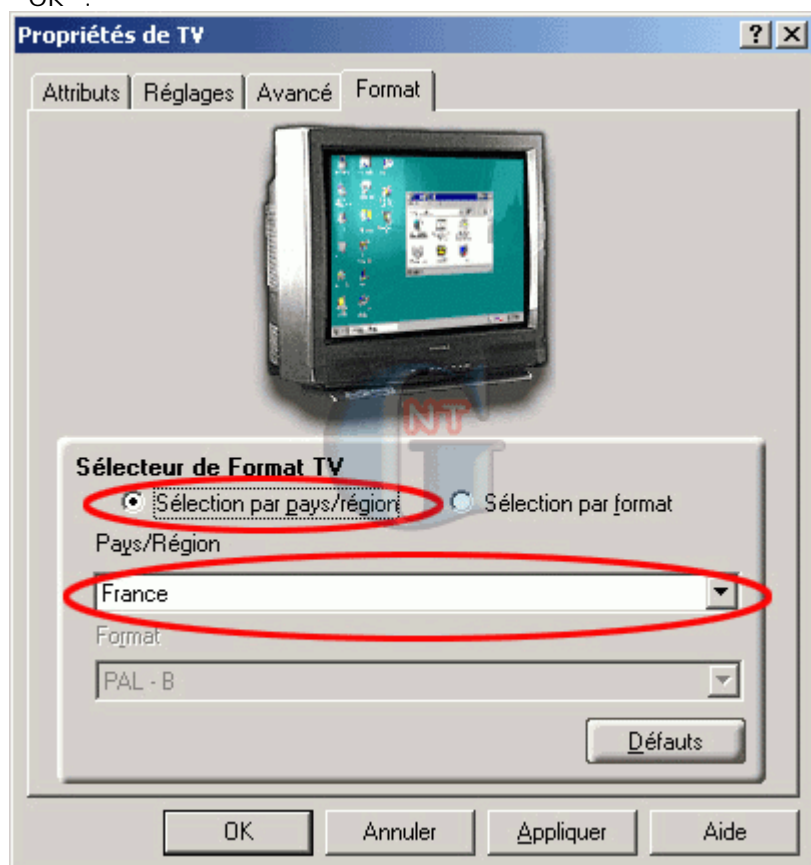 OK" .
Propriétés de TV
Attributs Réglages Avancé Format
NT
Sélecteur de Format TV
Sélection par pays/région Sélection par format
Pays/Région
France
Format
PAL - B
Défauts
OK Annuler Appliquer Aide